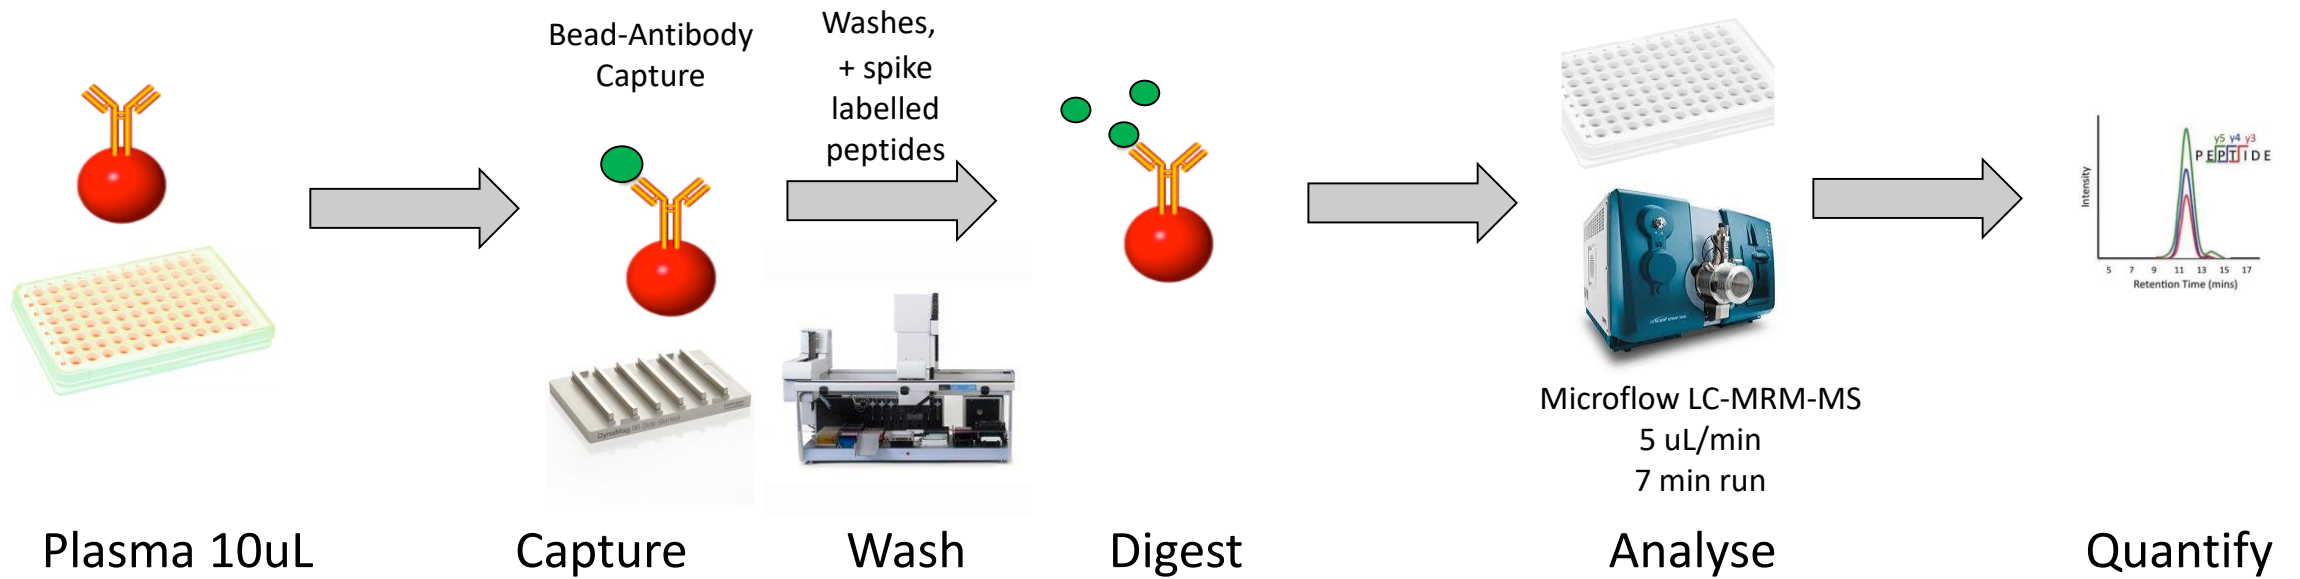 Bead-Antibody
Capture
Washes,
+ spike
labelled
peptides
DynaMag
y5 y4 y3
PEPTIDE
Intensity
5 7 9 11 13 15 17
Retention Time (mins)
Microflow LC-MRM-MS
5 uL/min
7 min run
Plasma 10uL
Capture
Wash
Digest
Analyse
Quantify